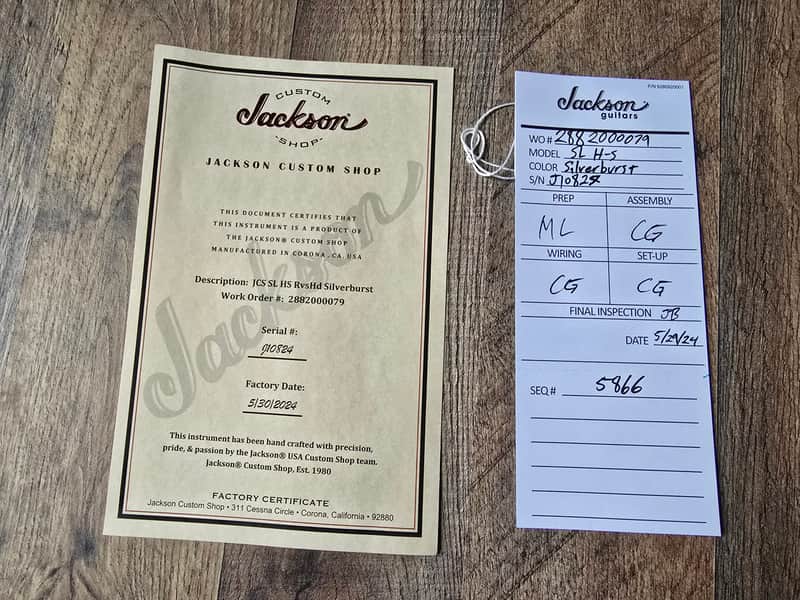 CUSTOM
Jackson
SHOP
JACKSON CUSTOM SHOP
Jackson
THIS DOCUMENT CERTIFIES THAT
THIS INSTRUMENT IS A PRODUCT OF
THE JACKSON® CUSTOM SHOP
MANUFACTURED IN CORONA, CA USA
Description: JCS SL HS RvsHd Silverburst
Work Order #: 2882000079
Serial #:
J10824
Factory Date:
5/30/2024
This instrument has been hand crafted with precision,
pride, & passion by the Jackson® USA Custom Shop team.
Jackson® Custom Shop, Est. 1980
FACTORY CERTIFICATE
Jackson Custom Shop • 311 Cessna Circle • Corona, California • 92880
Jackson
guitars
WO# 2882000079
MODEL SL H-S
COLOR Silverburst
S/N J10824
PREP ASSEMBLY
ML CG
WIRING SET-UP
CG CG
FINAL INSPECTION JB
DATE 5/29/24
SEQ# 5866